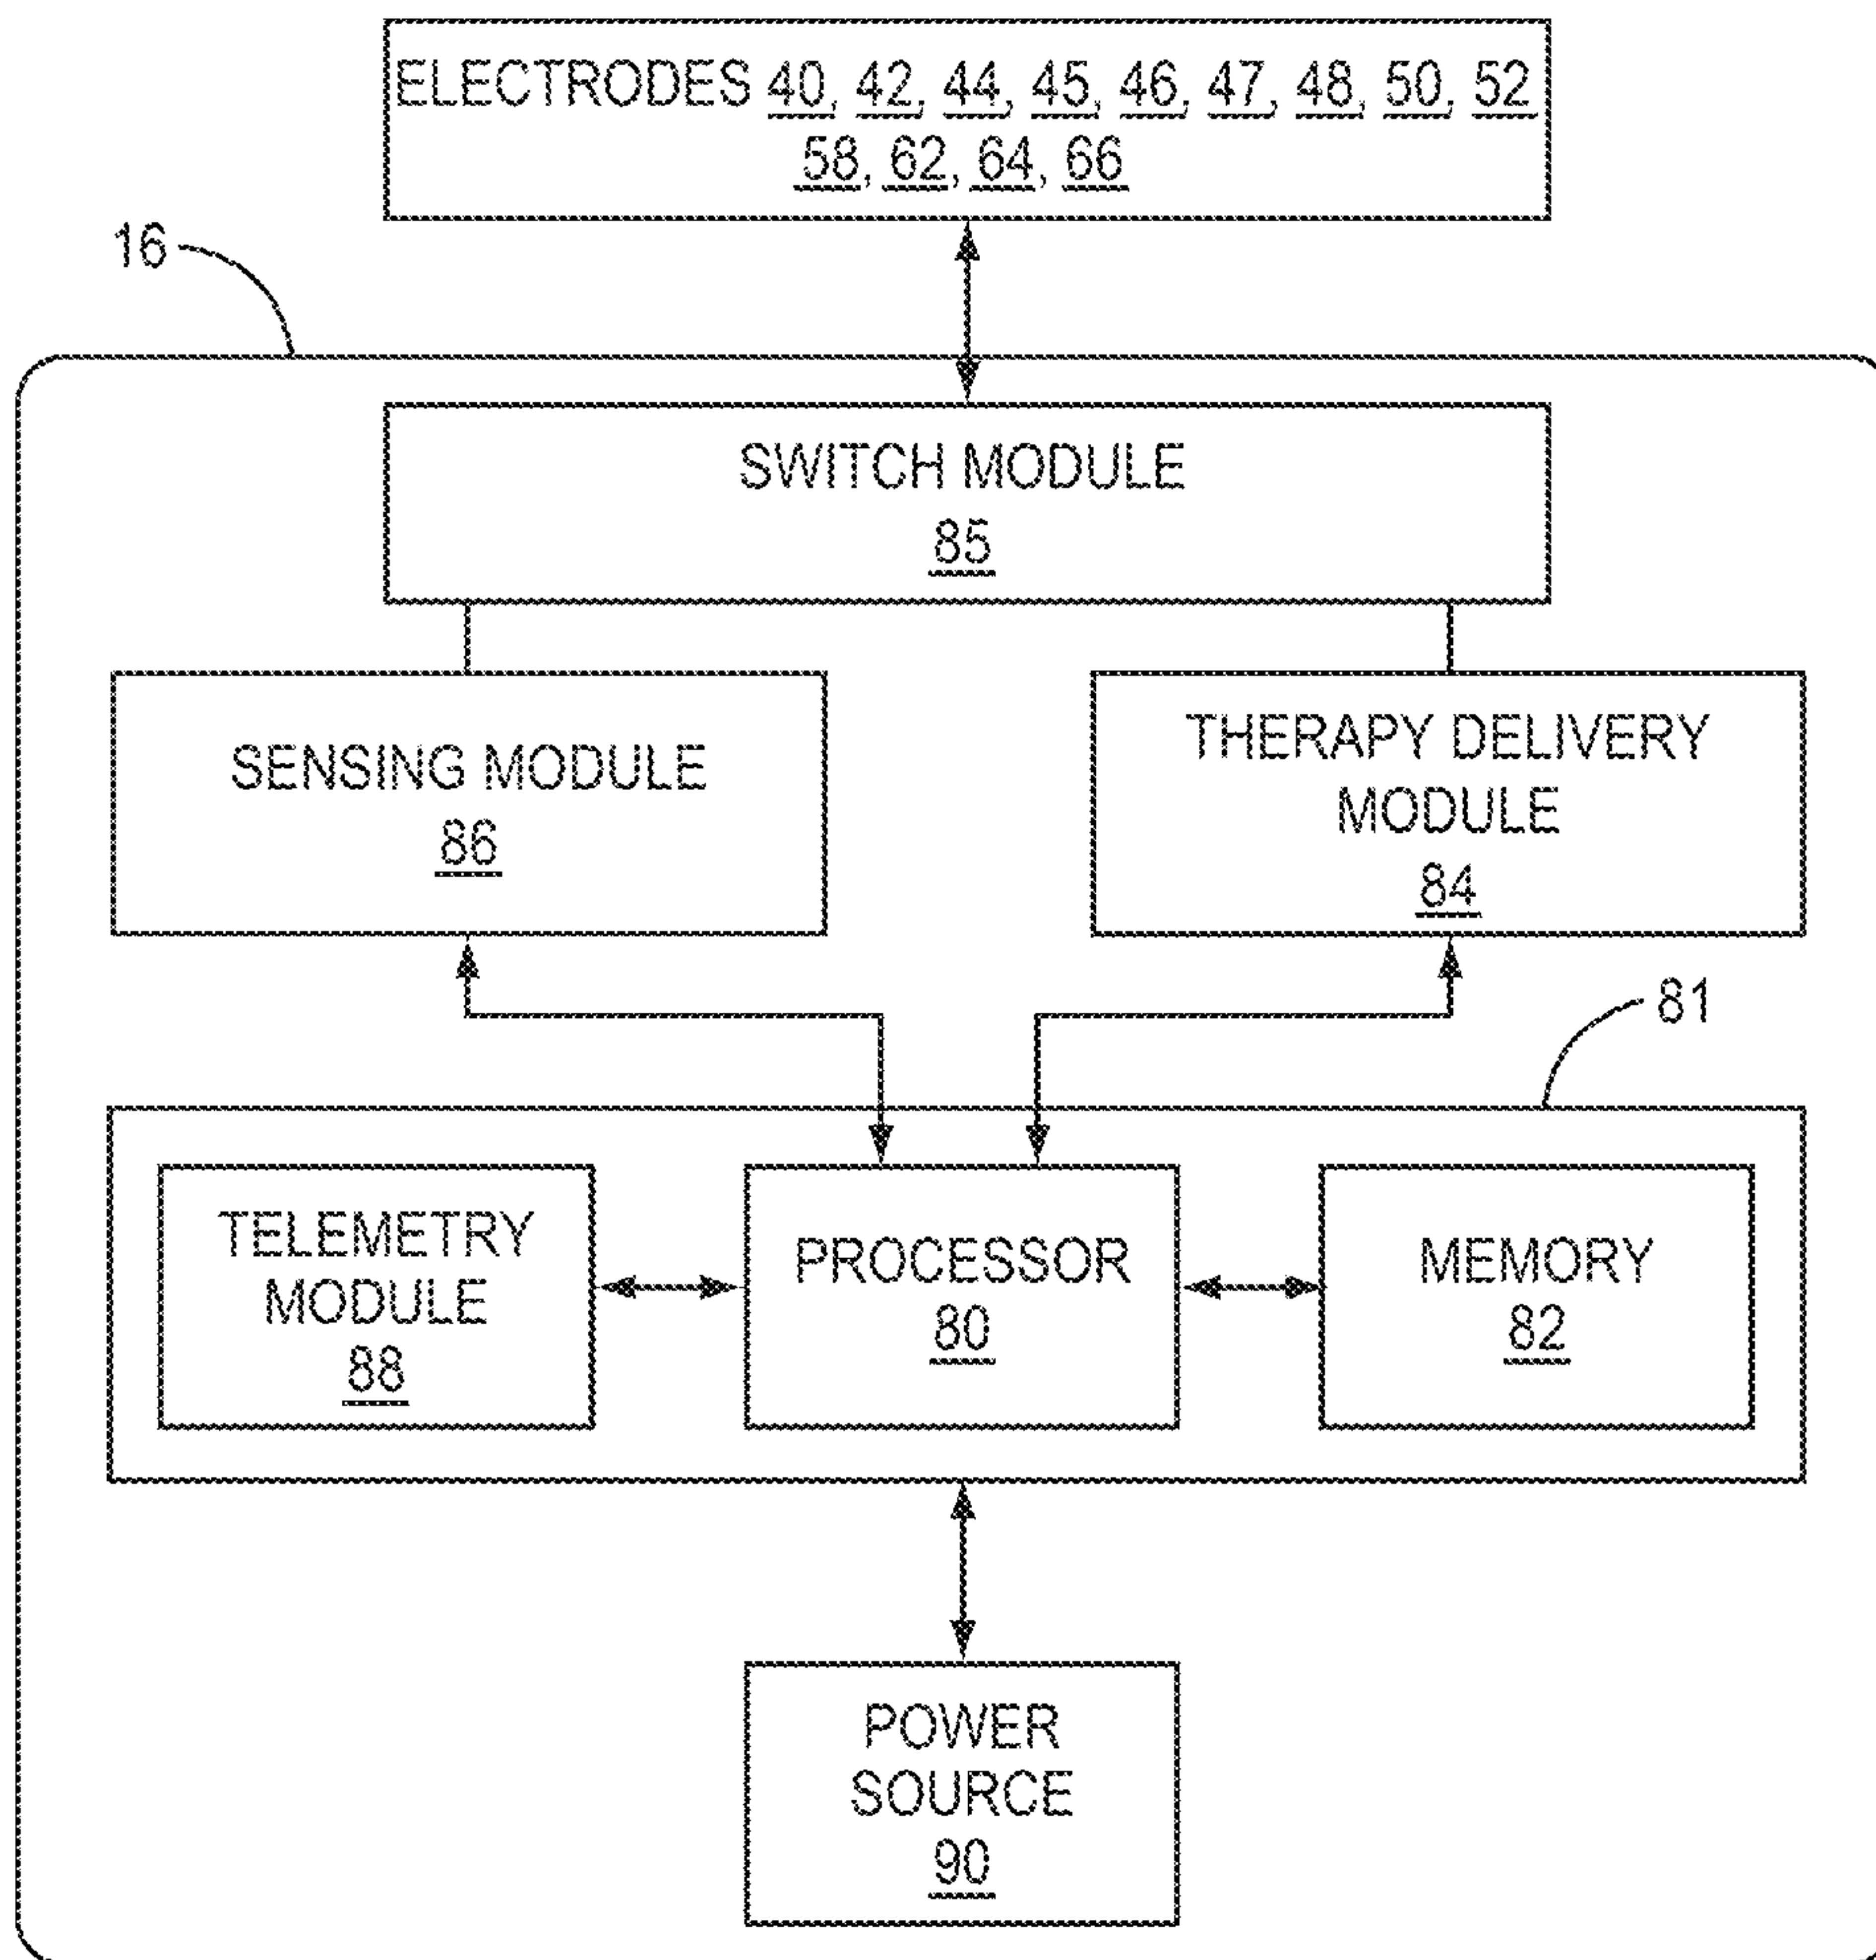 ELECTRODES 40, 42, 44, 45, 46, 47, 48, 50, 52
58, 62, 64, 66
16
SWITCH MODULE
85
SENSING MODULE
86
THERAPY DELIVERY
MODULE
84
81
TELEMETRY
MODULE
88
PROCESSOR
80
MEMORY
82
POWER
SOURCE
90